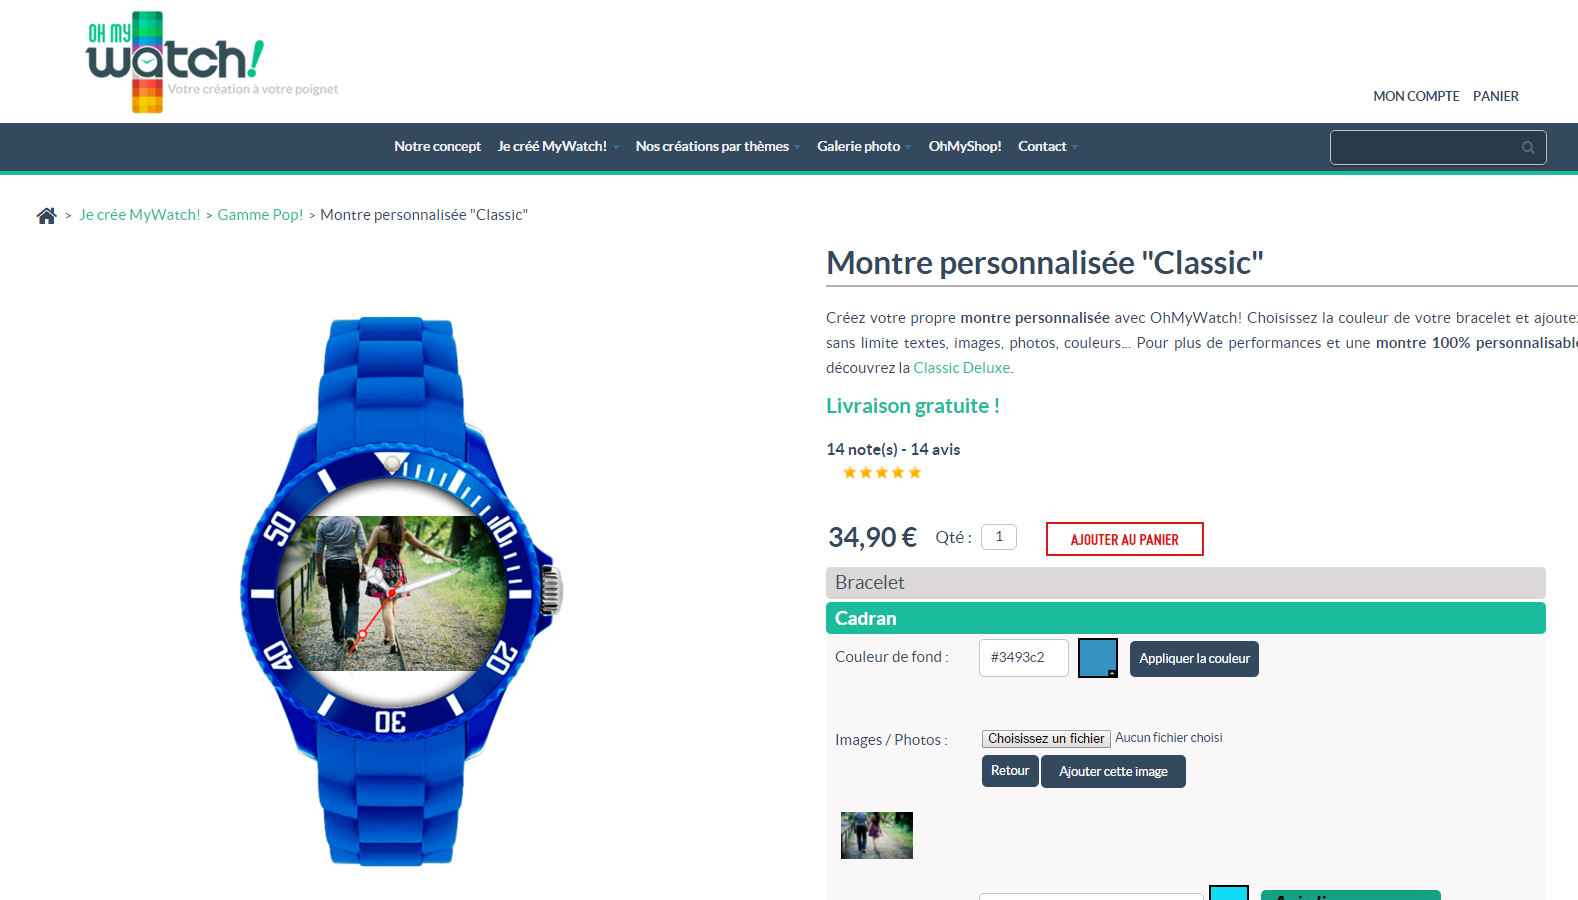 OH MY
watch!
Votre création à votre poignet
MON COMPTE PANIER
Notre concept Je créé MyWatch! Nos créations par thèmes Galerie photo OhMyShop! Contact
> Je crée MyWatch! > Gamme Pop! > Montre personnalisée "Classic"
Montre personnalisée "Classic"
Créez votre propre montre personnalisée avec OhMyWatch! Choisissez la couleur de votre bracelet et ajoutez
sans limite textes, images, photos, couleurs... Pour plus de performances et une montre 100% personnalisable
découvrez la Classic Deluxe.
Livraison gratuite !
14 note(s) - 14 avis
34,90 € Qté : 1 AJOUTER AU PANIER
Bracelet
Cadran
Couleur de fond : #3493c2 Appliquer la couleur
Images / Photos : Choisissez un fichier Aucun fichier choisi
Retour Ajouter cette image
50
10
40
20
30